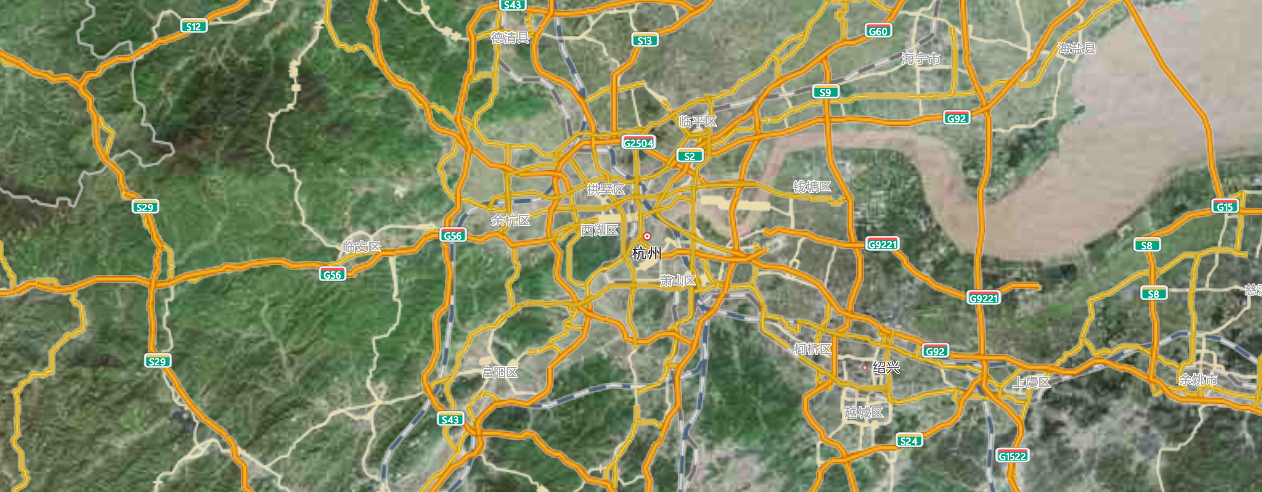 S43
S12
G60
德清县
S13
海盐县
海宁市
S9
G92
临平区
G2504
S2
拱墅区
钱塘区
S29
G15
余杭区
西湖区
G56
杭州
临安区
G9221
S8
G56
萧山区
S8
G9221
柯桥区
G92
S29
绍兴
富阳区
上虞区
余姚市
越城区
S43
S24
G1522